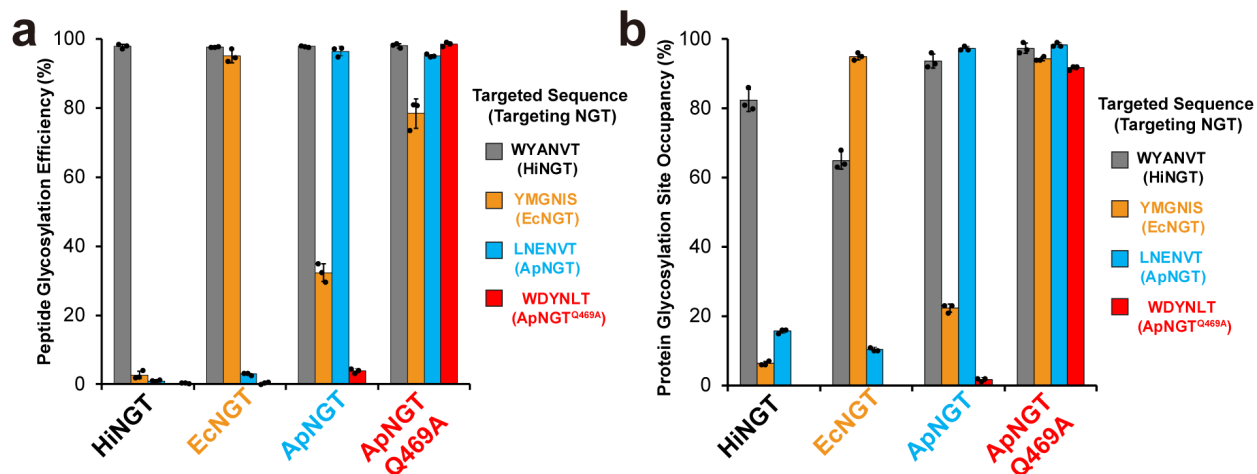 a
Peptide Glycosylation Efficiency (%)
100
80
60
40
20
0
HiNGT
EcNGT
ApNGT
ApNGT
Q469A
Targeted Sequence
(Targeting NGT)
WYANVT
(HiNGT)
YMGNIS
(EcNGT)
LNENVT
(ApNGT)
WDYNLT
(ApNGTQ469A)
b
Protein Glycosylation Site Occupancy (%)
100
80
60
40
20
0
HiNGT
EcNGT
ApNGT
ApNGT
Q469A
Targeted Sequence
(Targeting NGT)
WYANVT
(HiNGT)
YMGNIS
(EcNGT)
LNENVT
(ApNGT)
WDYNLT
(ApNGTQ469A)